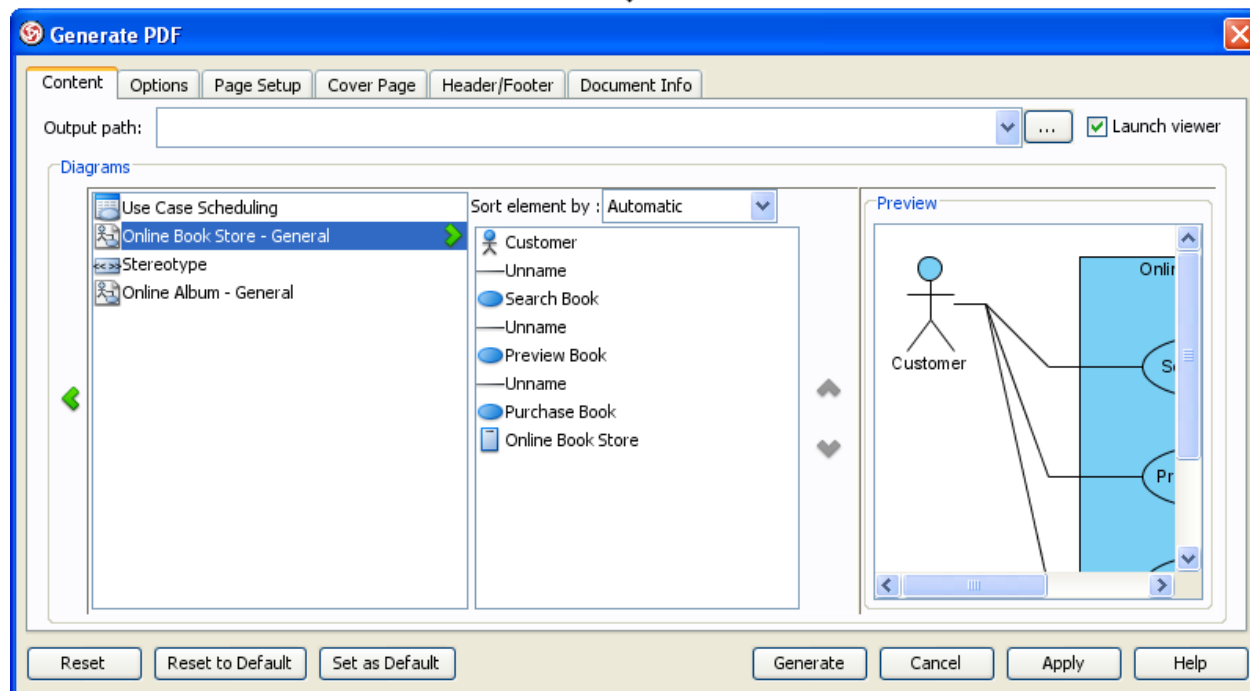 Generate PDF
Content Options Page Setup Cover Page Header/Footer Document Info
Output path: ... Launch viewer
Diagrams
Use Case Scheduling
Online Book Store - General
<<>>Stereotype
Online Album - General
Sort element by : Automatic
Customer
Unname
Search Book
Unname
Preview Book
Unname
Purchase Book
Online Book Store
Preview
Onlin
Customer
S
Pr
Reset Reset to Default Set as Default Generate Cancel Apply Help